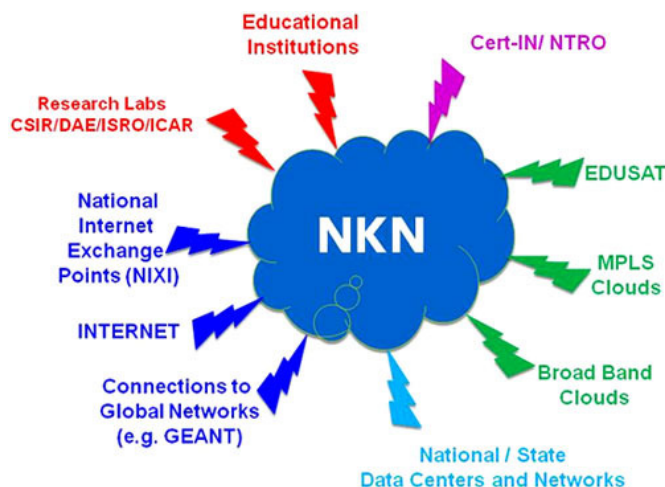 Educational
Institutions
Cert-IN/ NTRO
Research Labs
CSIR/DAE/ISRO/ICAR
EDUSAT
National
Internet
Exchange
Points (NIXI)
NKN
MPLS
Clouds
INTERNET
Broad Band
Clouds
Connections to
Global Networks
(e.g. GEANT)
National / State
Data Centers and Networks